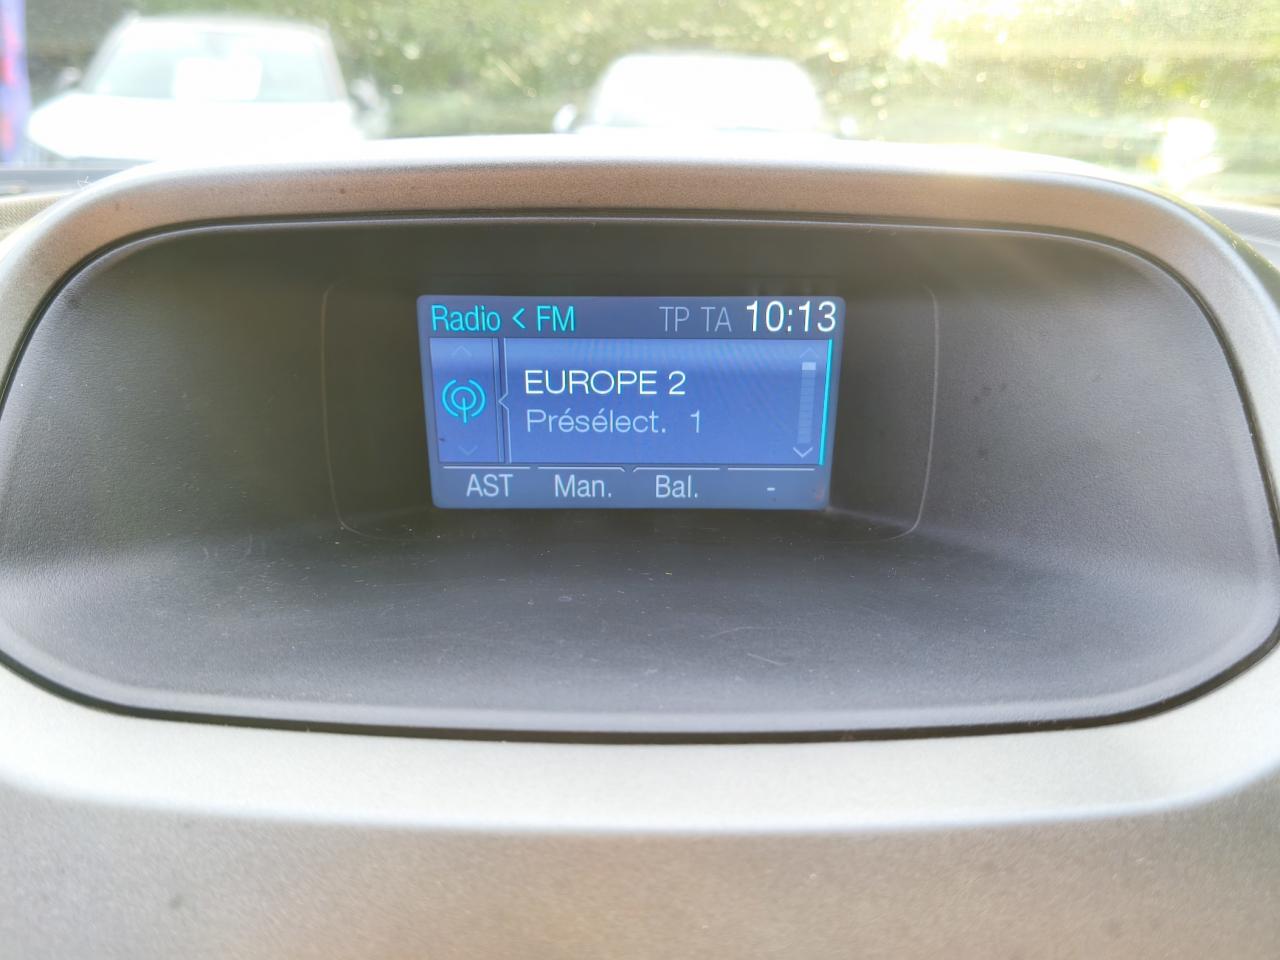 Radio < FM TP TA 10:13
EUROPE 2
Présélect. 1
AST Man. Bal. -